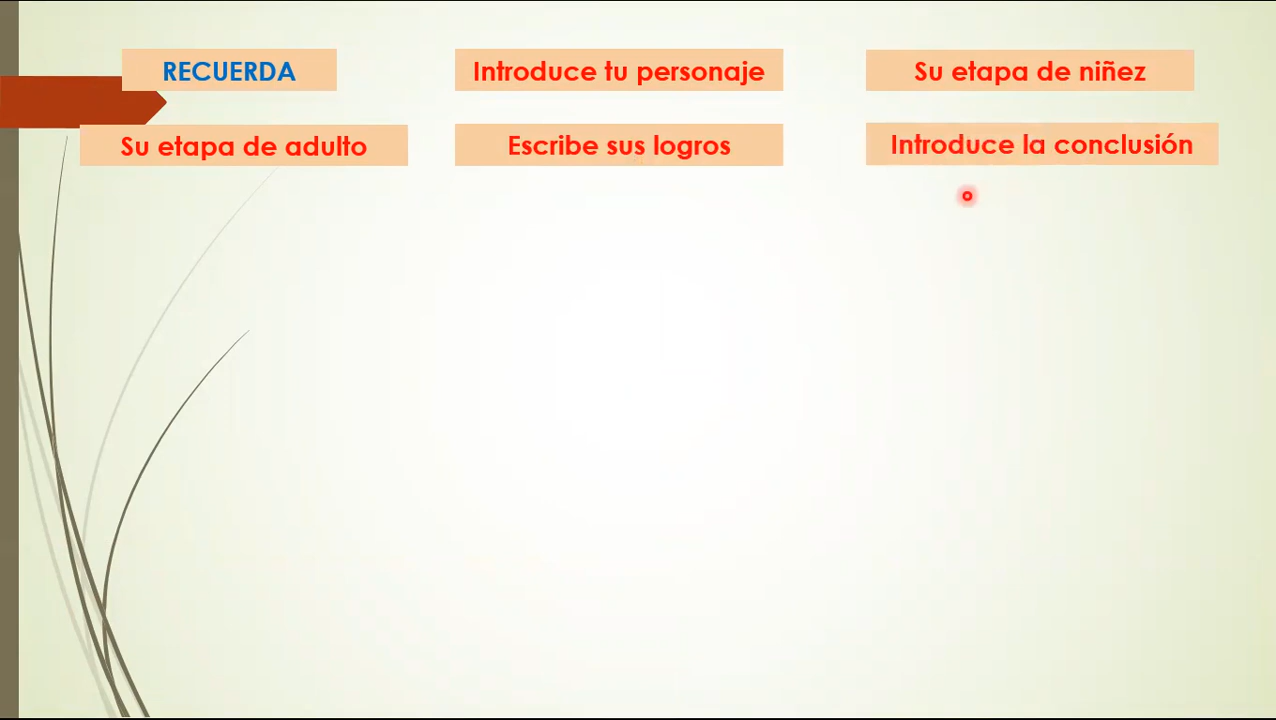 RECUERDA
Introduce tu personaje
Su etapa de niñez
Su etapa de adulto
Escribe sus logros
Introduce la conclusión